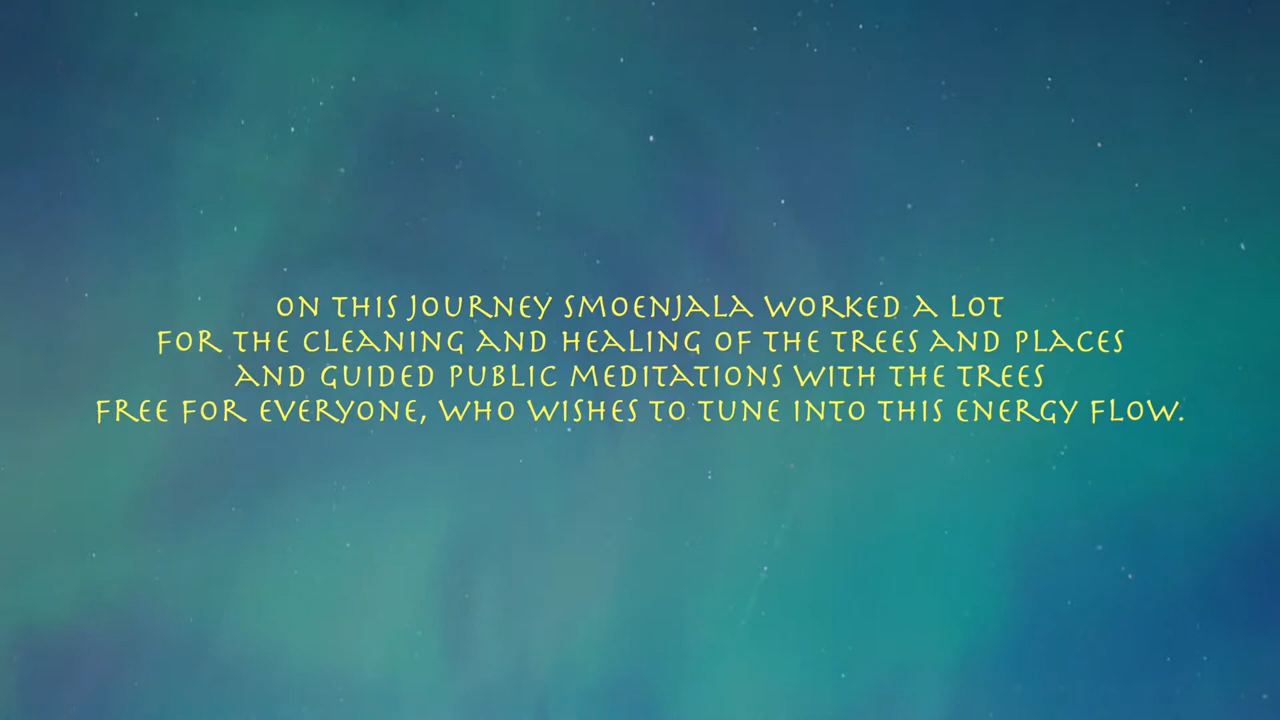 ON THIS JOURNEY SMOENJALA WORKED A LOT
FOR THE CLEANING AND HEALING OF THE TREES AND PLACES
AND GUIDED PUBLIC MEDITATIONS WITH THE TREES
FREE FOR EVERYONE, WHO WISHES TO TUNE INTO THIS ENERGY FLOW.